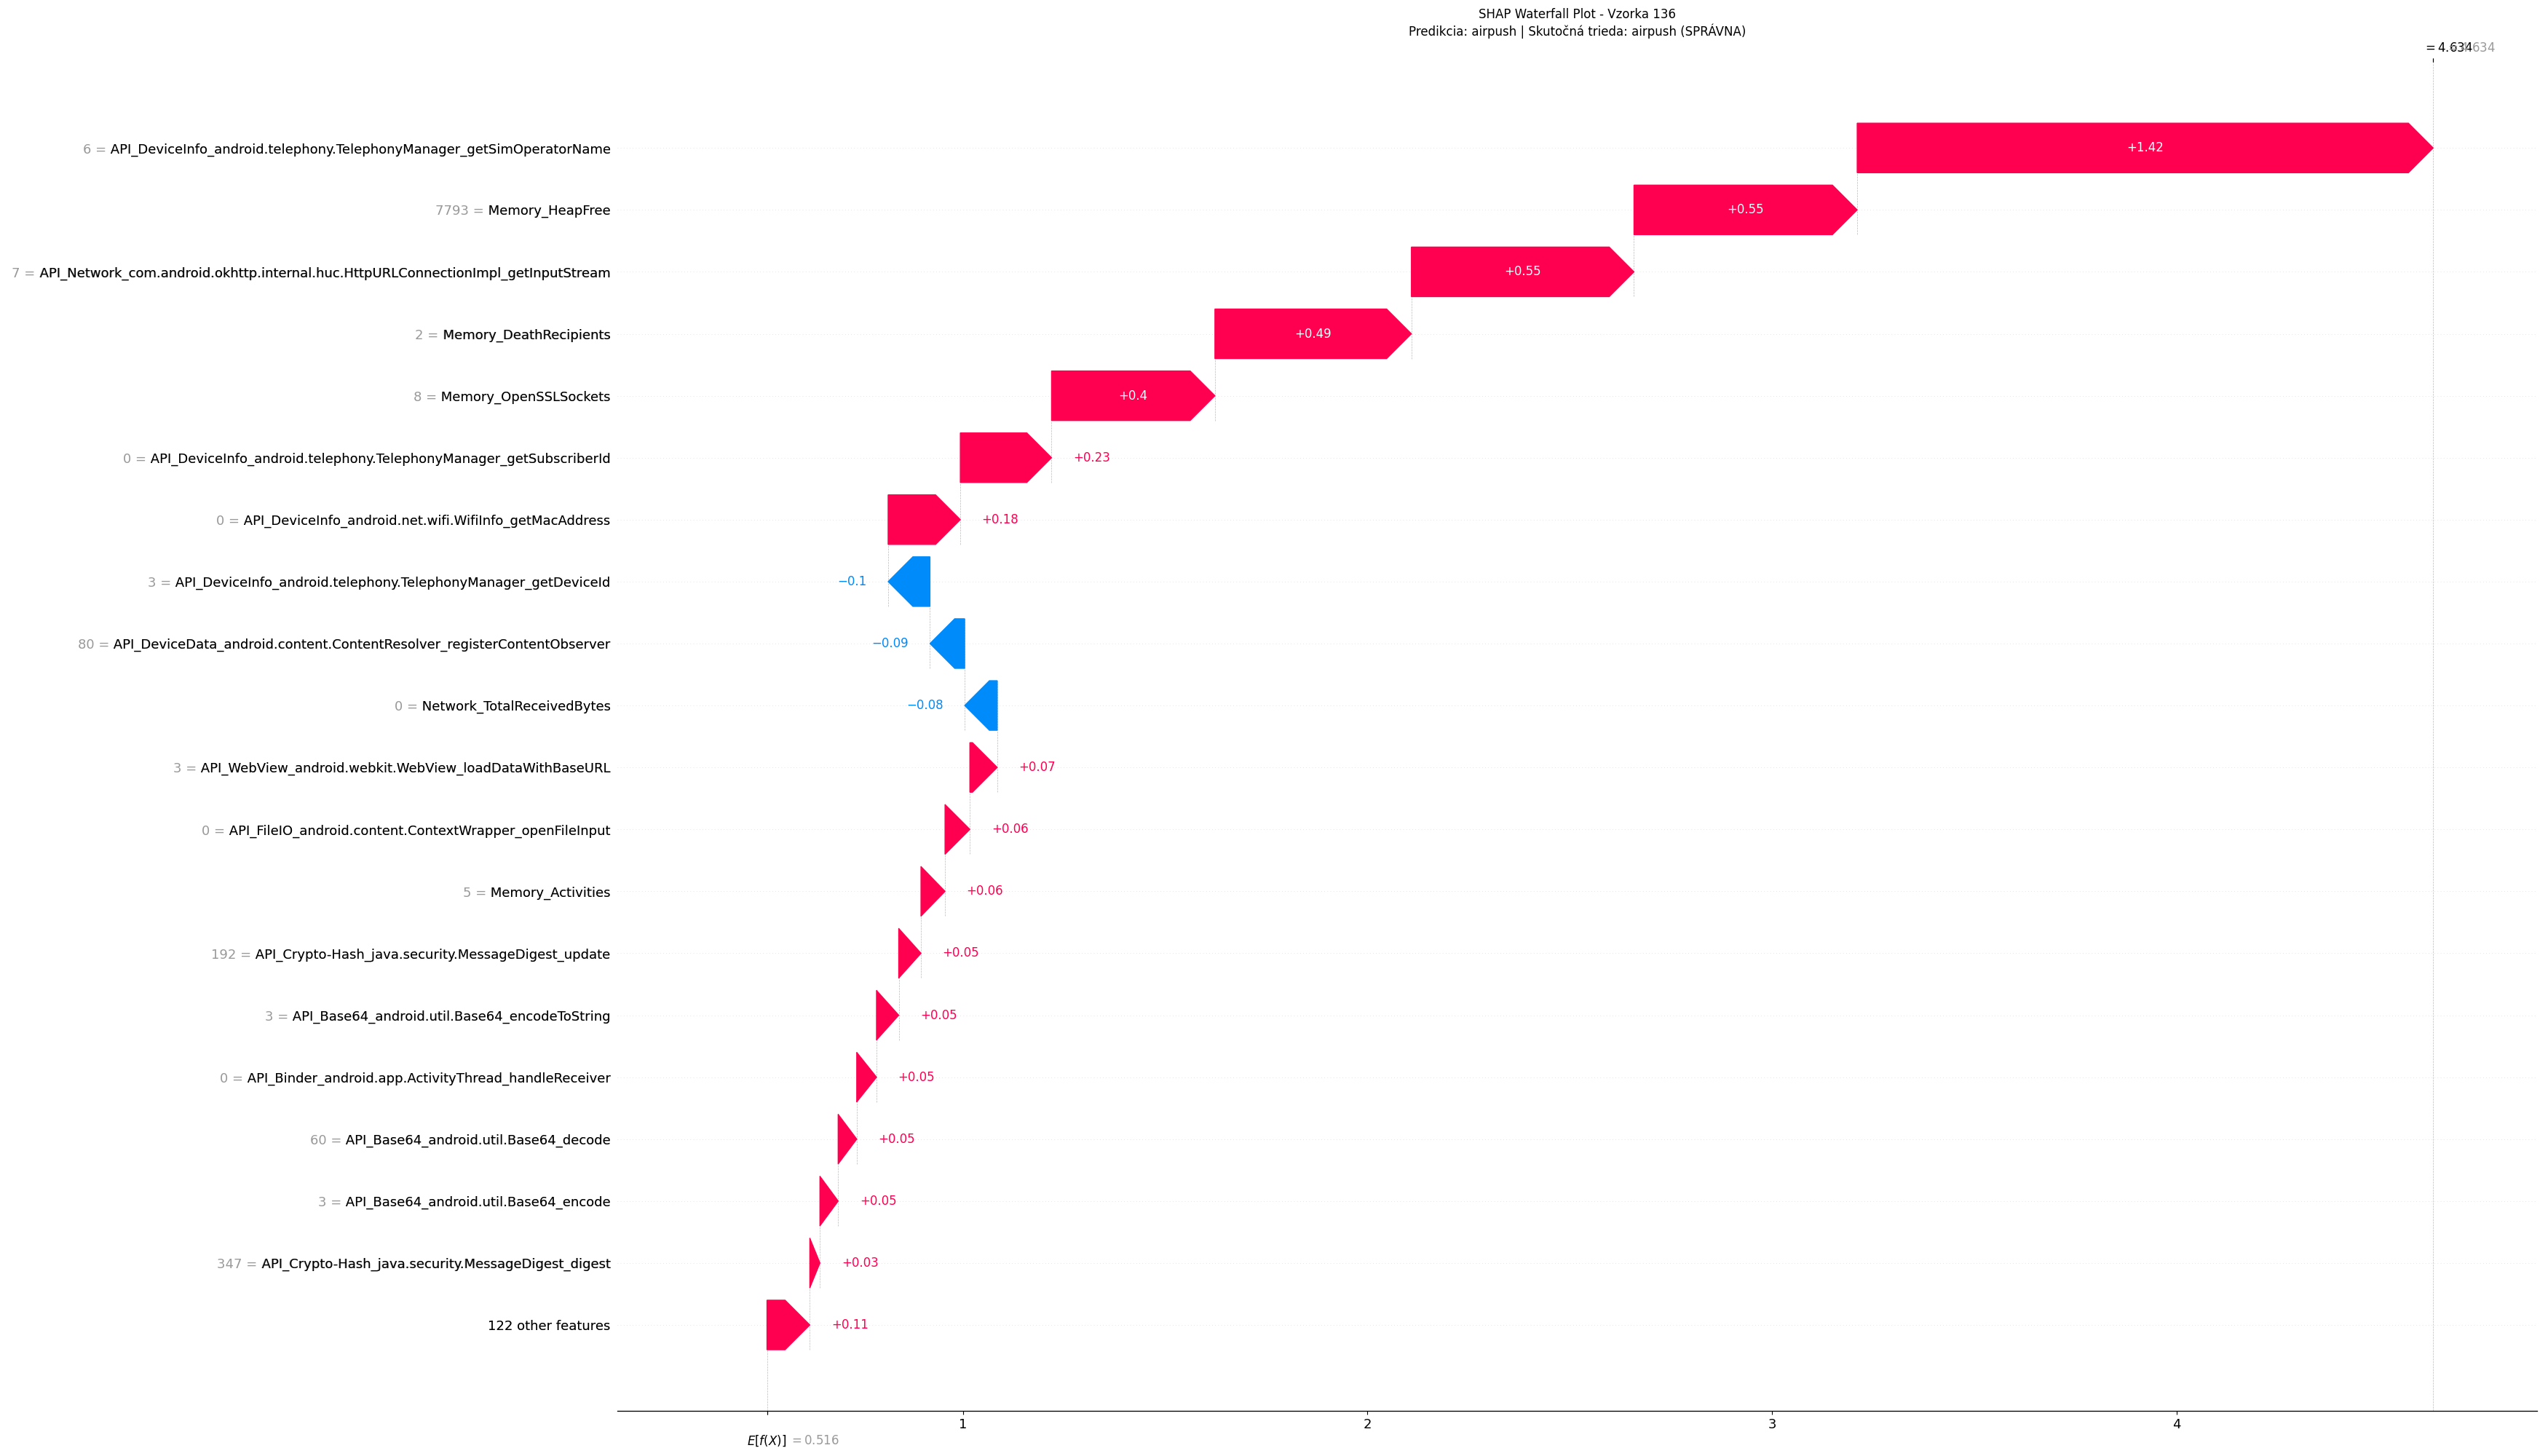 SHAP Waterfall Plot - Vzorka 136
Predikcia: airpush | Skutočná trieda: airpush (SPRÁVNA)
= 4.634
6 = API_DeviceInfo_android.telephony.TelephonyManager_getSimOperatorName +1.42
7793 = Memory_HeapFree +0.55
7 = API_Network_com.android.okhttp.internal.huc.HttpURLConnectionImpl_getInputStream +0.55
2 = Memory_DeathRecipients +0.49
8 = Memory_OpenSSLSockets +0.4
0 = API_DeviceInfo_android.telephony.TelephonyManager_getSubscriberId +0.23
0 = API_DeviceInfo_android.net.wifi.WifiInfo_getMacAddress +0.18
3 = API_DeviceInfo_android.telephony.TelephonyManager_getDeviceId −0.1
80 = API_DeviceData_android.content.ContentResolver_registerContentObserver −0.09
0 = Network_TotalReceivedBytes −0.08
3 = API_WebView_android.webkit.WebView_loadDataWithBaseURL +0.07
0 = API_FileIO_android.content.ContextWrapper_openFileInput +0.06
5 = Memory_Activities +0.06
192 = API_Crypto-Hash_java.security.MessageDigest_update +0.05
3 = API_Base64_android.util.Base64_encodeToString +0.05
0 = API_Binder_android.app.ActivityThread_handleReceiver +0.05
60 = API_Base64_android.util.Base64_decode +0.05
3 = API_Base64_android.util.Base64_encode +0.05
347 = API_Crypto-Hash_java.security.MessageDigest_digest +0.03
122 other features +0.11
1 2 3 4
E[f(X)] = 0.516